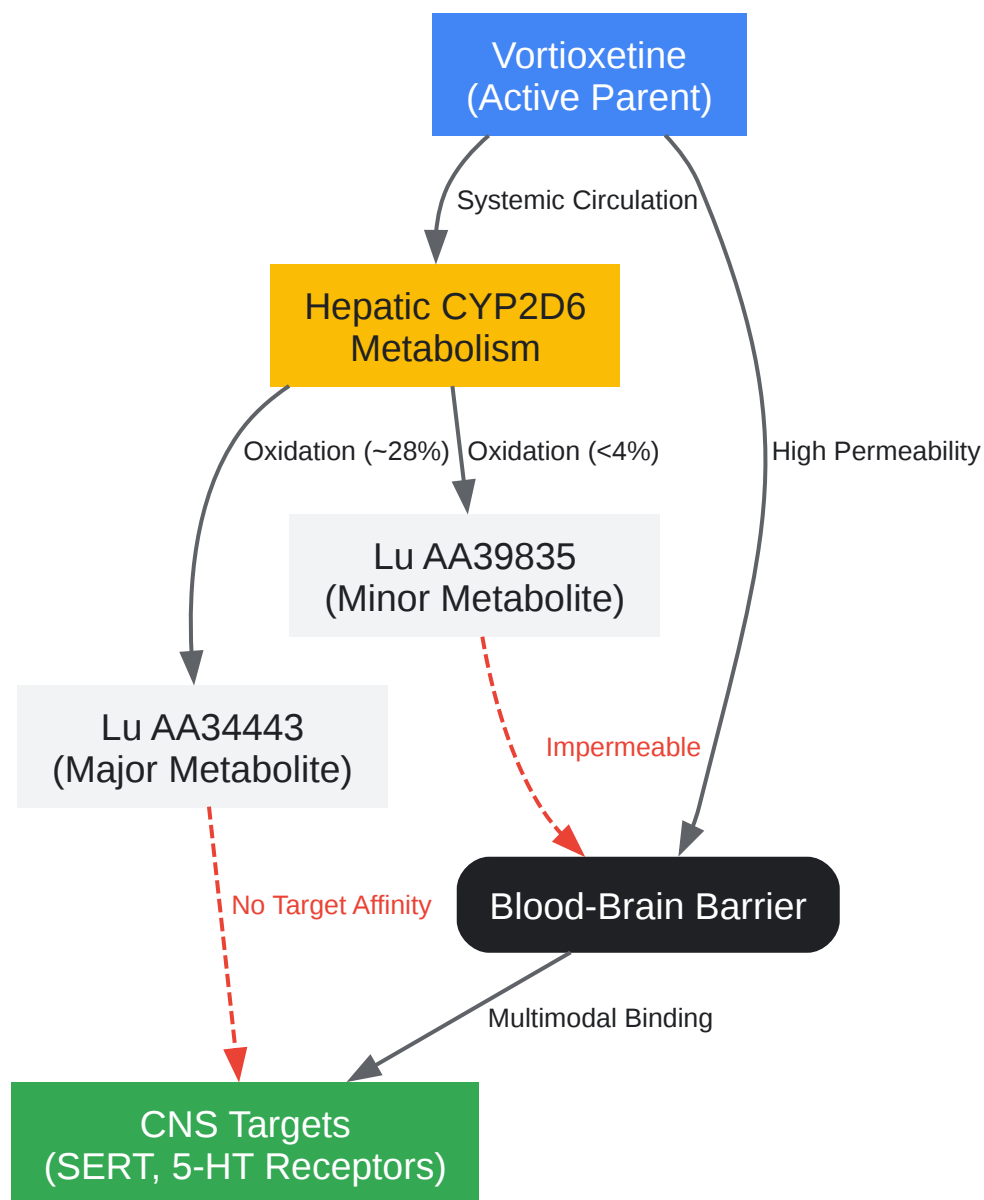 Vortioxetine
(Active Parent)
Systemic Circulation
Hepatic CYP2D6
Metabolism
Oxidation (~28%)
Oxidation (<4%)
High Permeability
Lu AA39835
(Minor Metabolite)
Lu AA34443
(Major Metabolite)
Impermeable
No Target Affinity
Blood-Brain Barrier
Multimodal Binding
CNS Targets
(SERT, 5-HT Receptors)